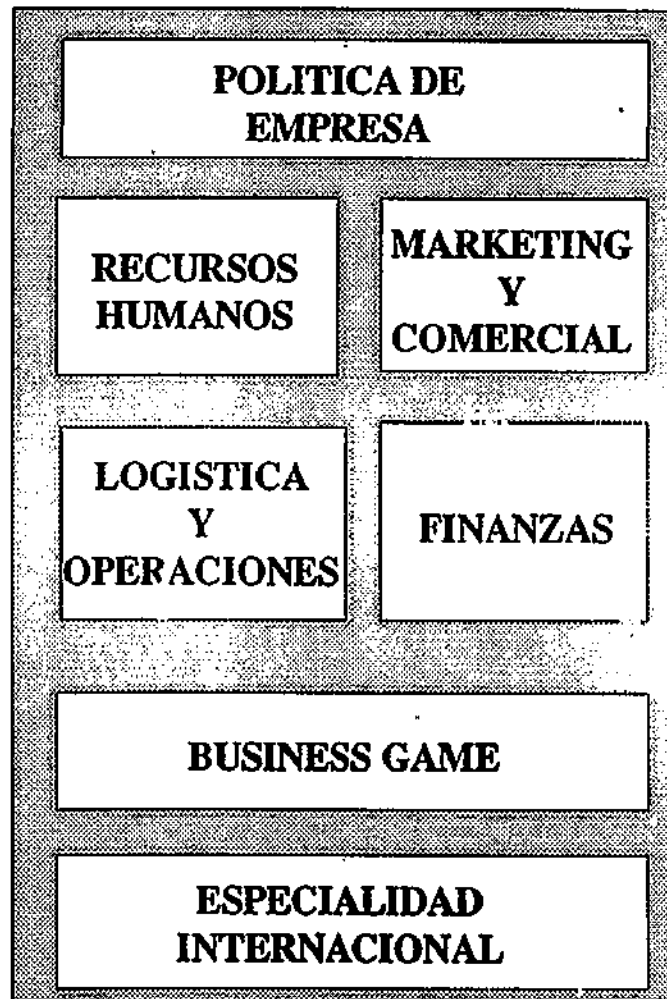 POLITICA DE
EMPRESA
RECURSOS
HUMANOS
MARKETING
Y
COMERCIAL
LOGISTICA
Y
OPERACIONES
FINANZAS
BUSINESS GAME
ESPECIALIDAD
INTERNACIONAL